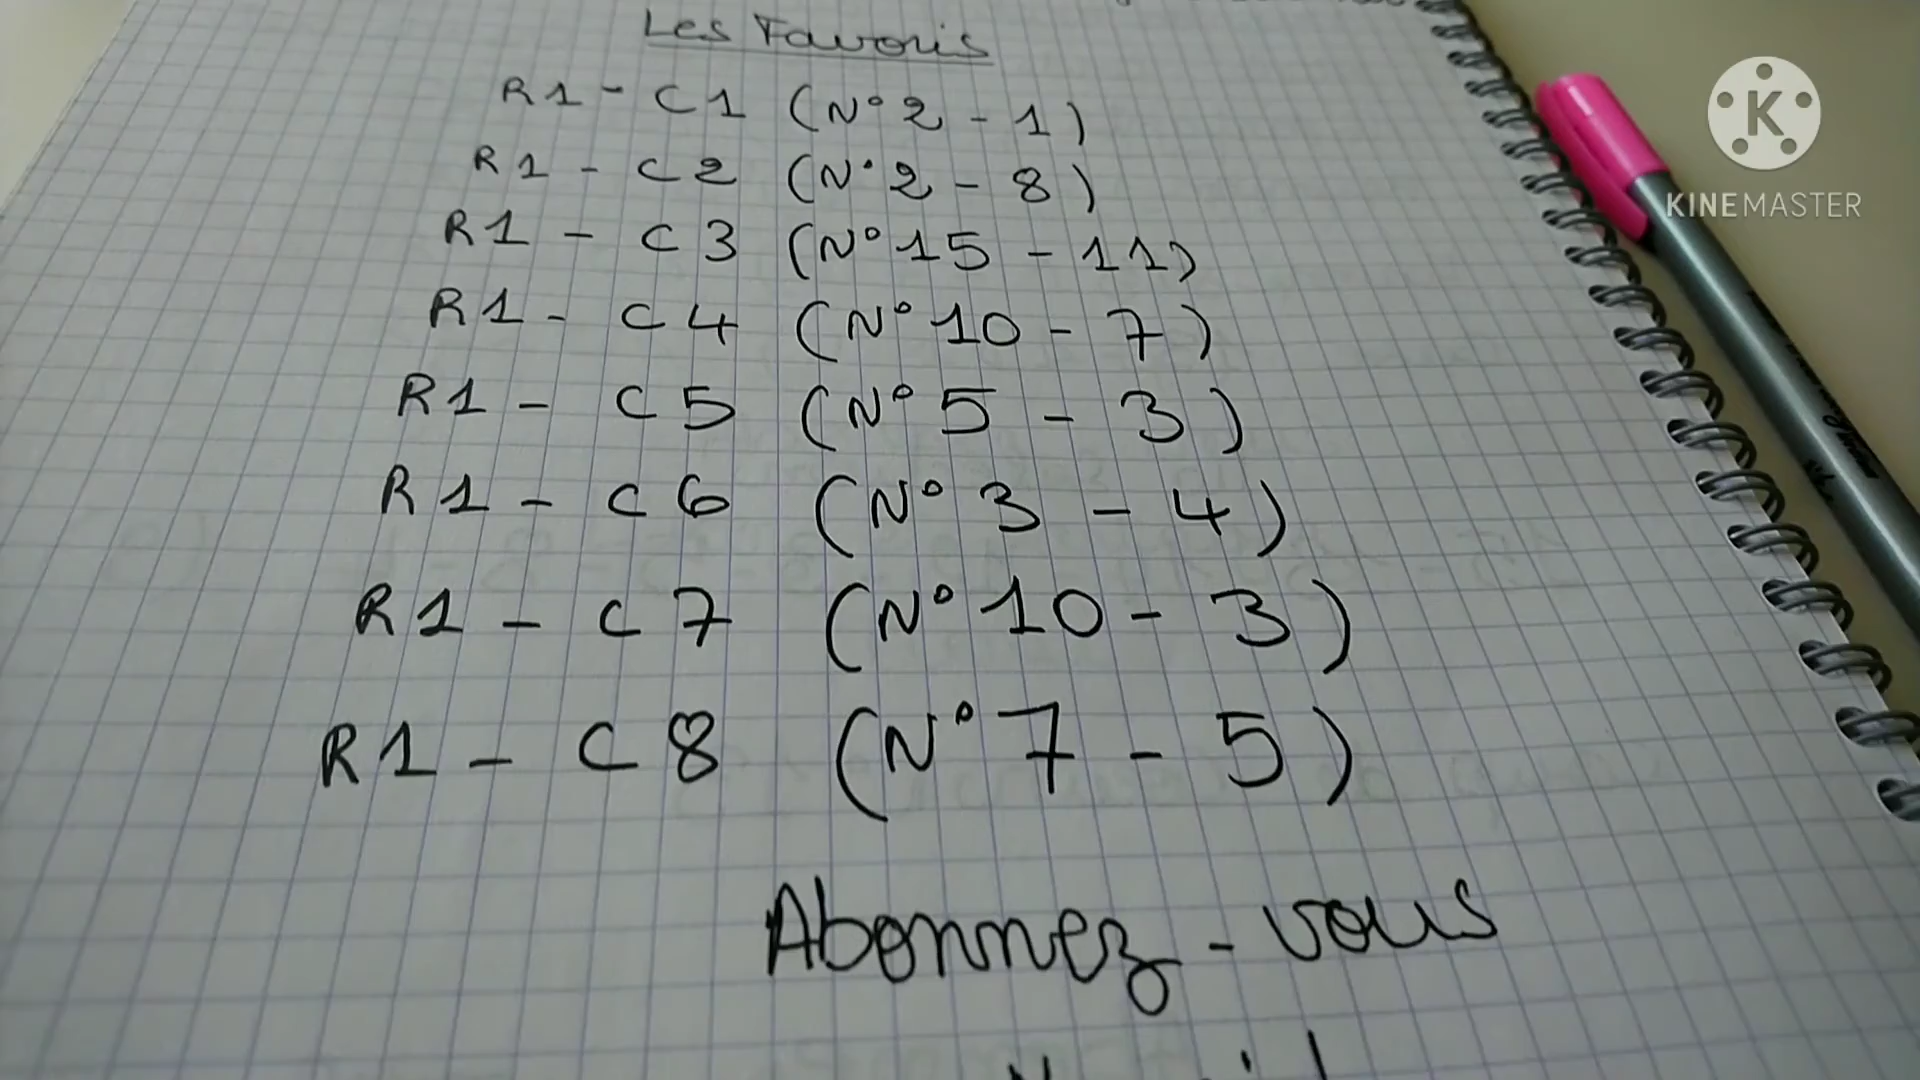 Les Favoris
R1 - C1 (N° 2 - 1)
R1 - C2 (N° 2 - 8)
R1 - C3 (N° 15 - 11)
R1 - C4 (N° 10 - 7)
R1 - C5 (N° 5 - 3)
R1 - C6 (N° 3 - 4)
R1 - C7 (N° 10 - 3)
R1 - C8 (N° 7 - 5)
Abonnez-vous
K
KINEMASTER